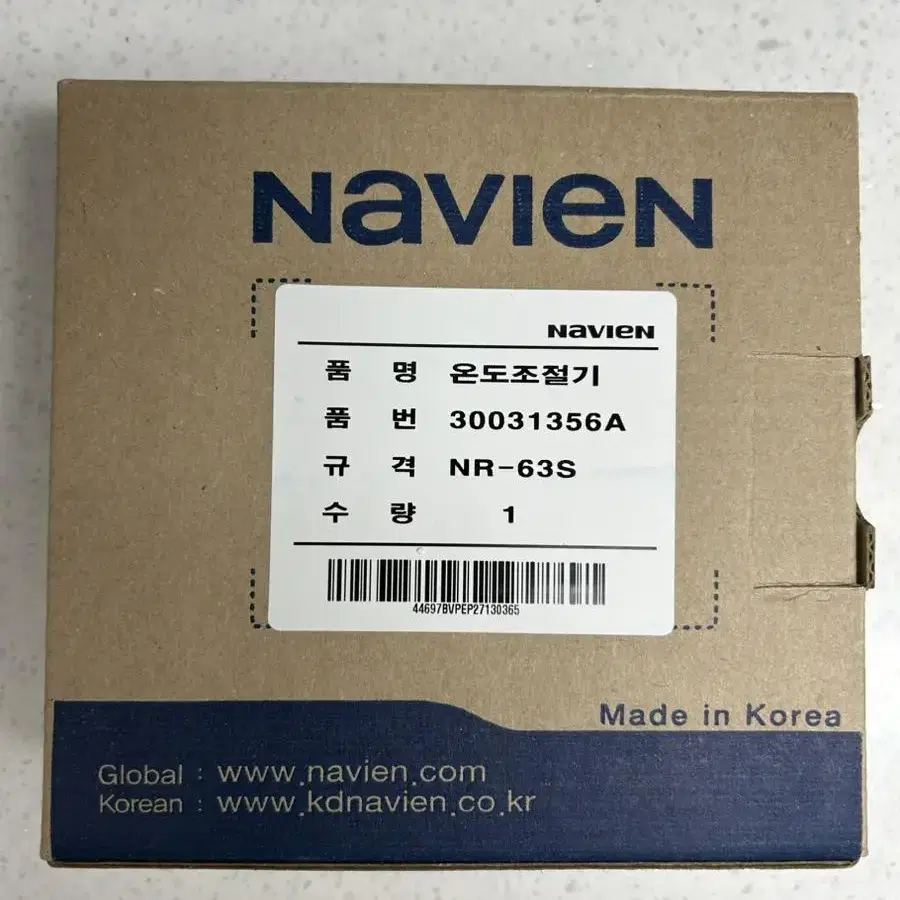 NAVIEN
NAVIEN
품 명 온도조절기
품 번 30031356A
규 격 NR-63S
수 량 1
44697BVPEP27130365
Made in Korea
Global : www.navien.com
Korean : www.kdnavien.co.kr